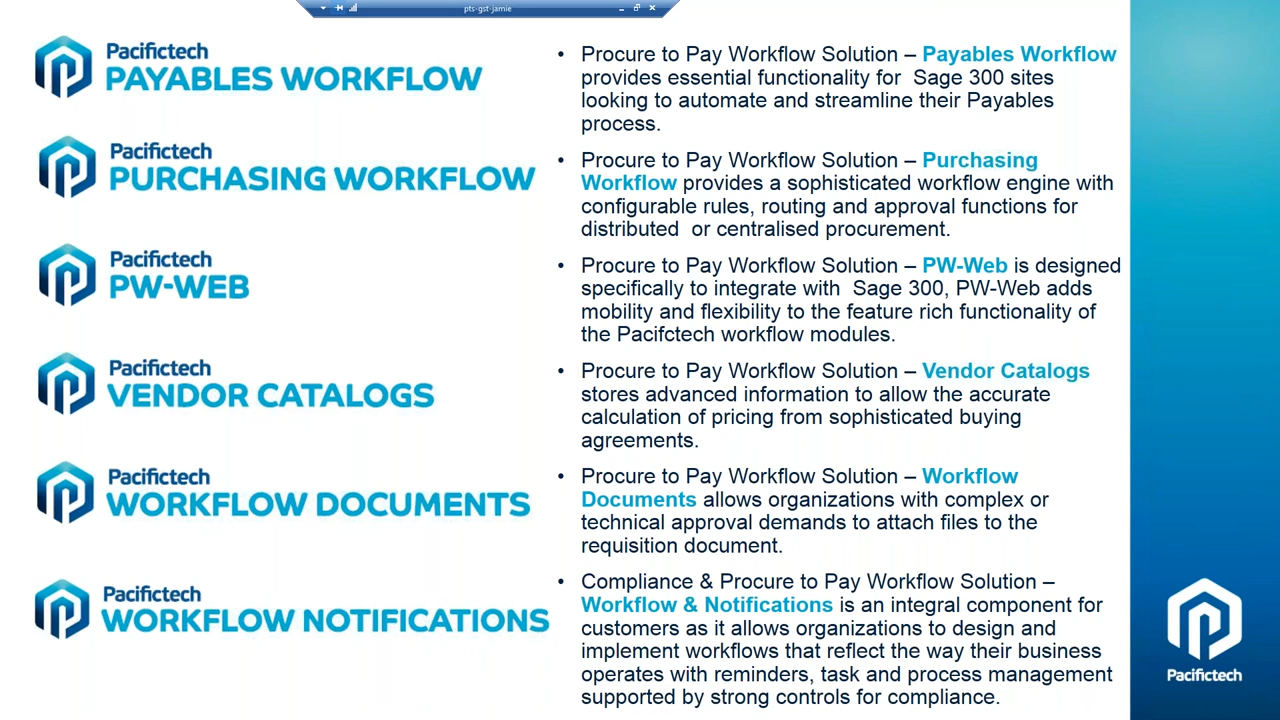 pts-gst-jamie
Pacifictech
PAYABLES WORKFLOW
• Procure to Pay Workflow Solution – Payables Workflow
provides essential functionality for  Sage 300 sites
looking to automate and streamline their Payables
process.
Pacifictech
PURCHASING WORKFLOW
• Procure to Pay Workflow Solution – Purchasing
Workflow provides a sophisticated workflow engine with
configurable rules, routing and approval functions for
distributed  or centralised procurement.
Pacifictech
PW-WEB
• Procure to Pay Workflow Solution – PW-Web is designed
specifically to integrate with  Sage 300, PW-Web adds
mobility and flexibility to the feature rich functionality of
the Pacifctech workflow modules.
Pacifictech
VENDOR CATALOGS
• Procure to Pay Workflow Solution – Vendor Catalogs
stores advanced information to allow the accurate
calculation of pricing from sophisticated buying
agreements.
Pacifictech
WORKFLOW DOCUMENTS
• Procure to Pay Workflow Solution – Workflow
Documents allows organizations with complex or
technical approval demands to attach files to the
requisition document.
Pacifictech
WORKFLOW NOTIFICATIONS
• Compliance & Procure to Pay Workflow Solution –
Workflow & Notifications is an integral component for
customers as it allows organizations to design and
implement workflows that reflect the way their business
operates with reminders, task and process management
supported by strong controls for compliance.
Pacifictech